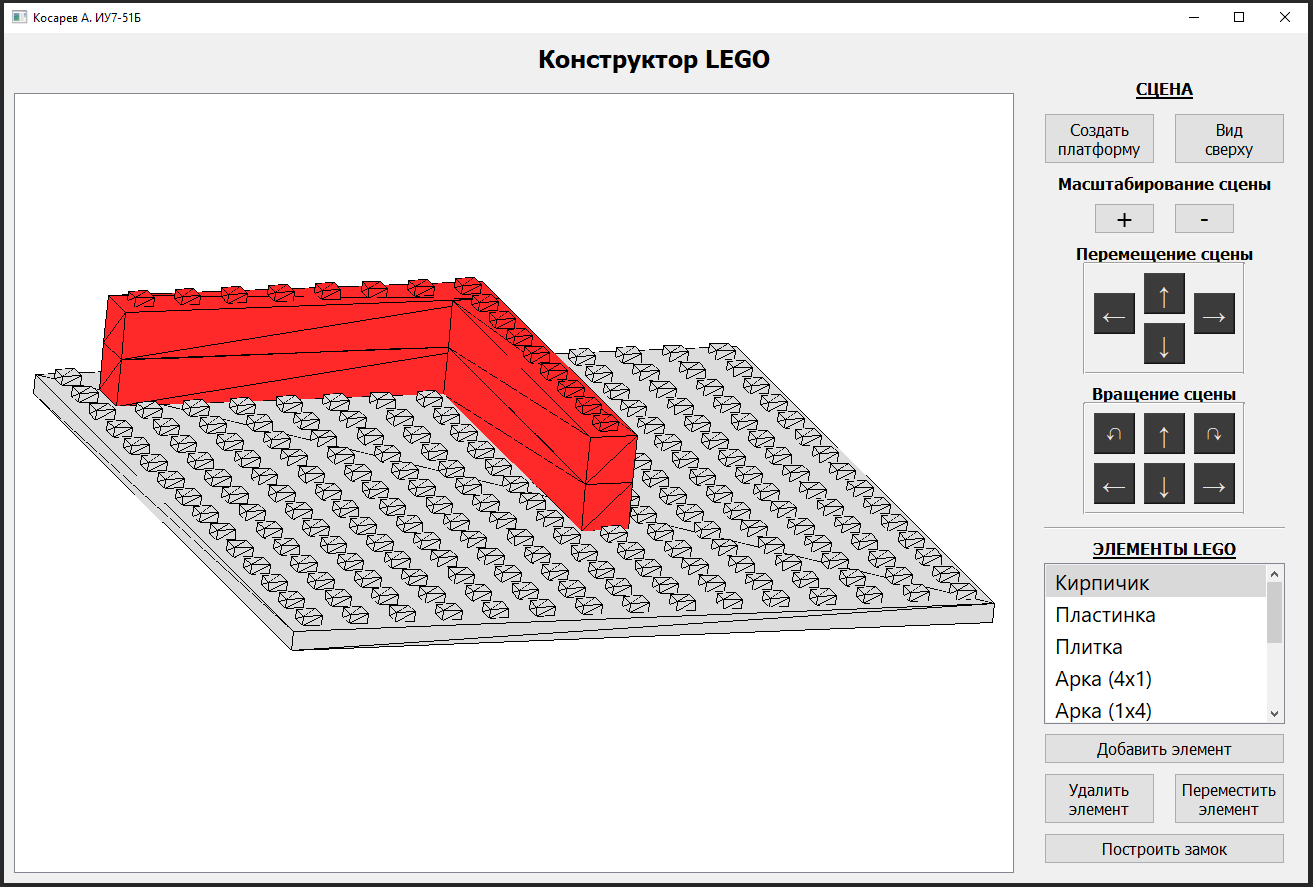 Косарев А. ИУ7-51Б
Конструктор LEGO
СЦЕНА
Создать
платформу
Вид
сверху
Масштабирование сцены
+
-
Перемещение сцены
←
↑
→
↓
Вращение сцены
↶
↑
↷
←
↓
→
ЭЛЕМЕНТЫ LEGO
Кирпичик
Пластинка
Плитка
Арка (4x1)
Арка (1x4)
Добавить элемент
Удалить
элемент
Переместить
элемент
Построить замок